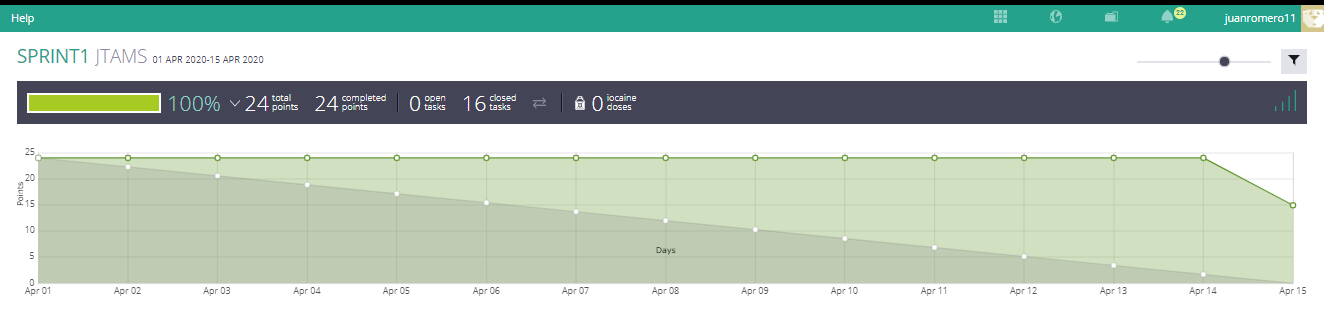 Help
22
juanromero11
SPRINT1 JTAMS 01 APR 2020-15 APR 2020
100%
24 total points
24 completed points
0 open tasks
16 closed tasks
0 iocaine doses
25
20
15
10
5
0
Points
Days
Apr 01 Apr 02 Apr 03 Apr 04 Apr 05 Apr 06 Apr 07 Apr 08 Apr 09 Apr 10 Apr 11 Apr 12 Apr 13 Apr 14 Apr 15